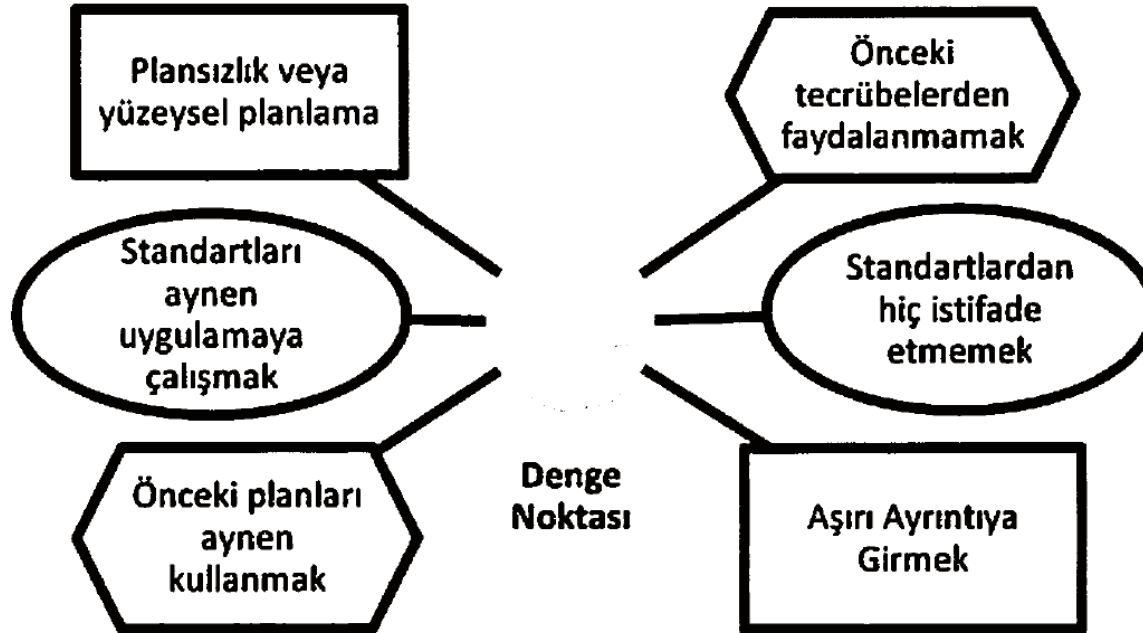 Plansızlık veya
yüzeysel planlama
Önceki
tecrübelerden
faydalanmamak
Standartları
aynen
uygulamaya
çalışmak
Standartlardan
hiç istifade
etmemek
Önceki planları
aynen
kullanmak
Denge
Noktası
Aşırı Ayrıntıya
Girmek